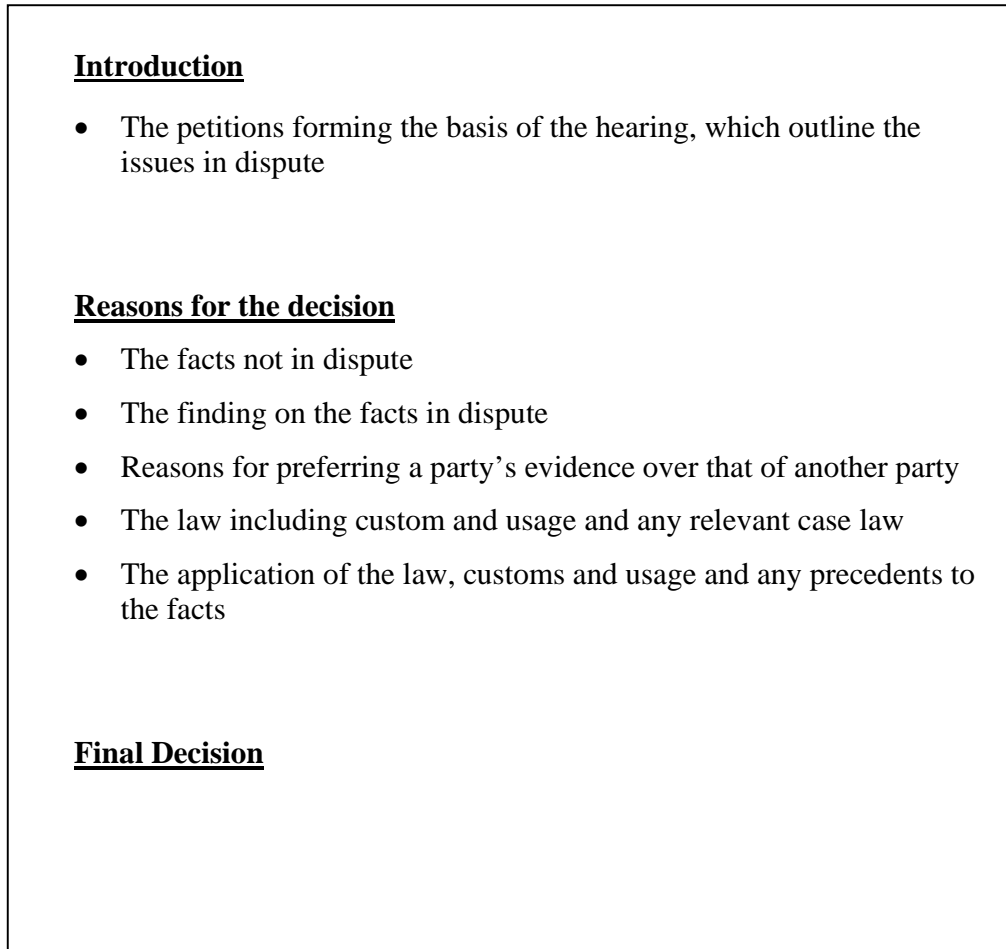 Introduction
• The petitions forming the basis of the hearing, which outline the
issues in dispute
Reasons for the decision
• The facts not in dispute
• The finding on the facts in dispute
• Reasons for preferring a party’s evidence over that of another party
• The law including custom and usage and any relevant case law
• The application of the law, customs and usage and any precedents to
the facts
Final Decision